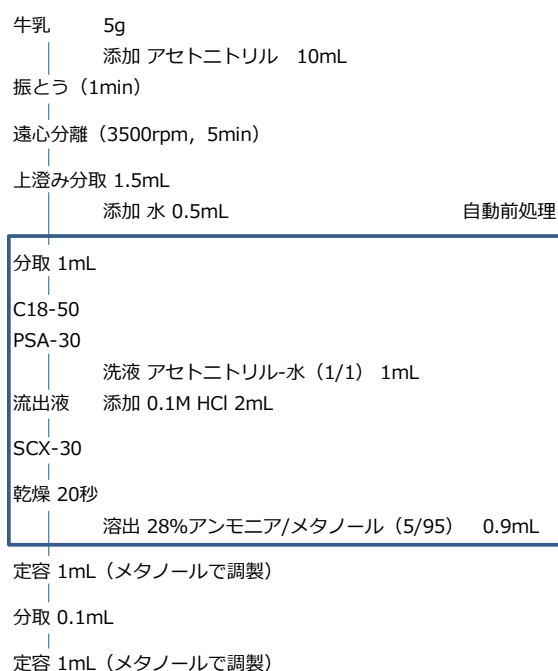 牛乳 5g
添加 アセトニトリル 10mL
振とう（1min）
遠心分離（3500rpm，5min）
上澄み分取 1.5mL
添加 水 0.5mL 自動前処理
分取 1mL
C18-50
PSA-30
洗液 アセトニトリル-水（1/1） 1mL
流出液 添加 0.1M HCl 2mL
SCX-30
乾燥 20秒
溶出 28%アンモニア/メタノール（5/95） 0.9mL
定容 1mL（メタノールで調製）
分取 0.1mL
定容 1mL（メタノールで調製）